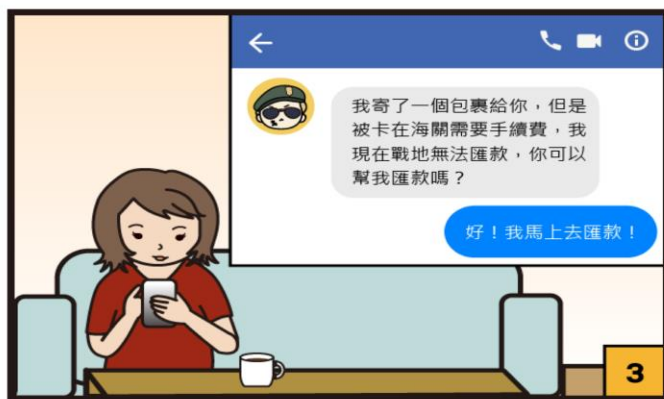 我寄了一個包裹給你，但是
被卡在海關需要手續費，我
現在戰地無法匯款，你可以
幫我匯款嗎？
好！我馬上去匯款！
3